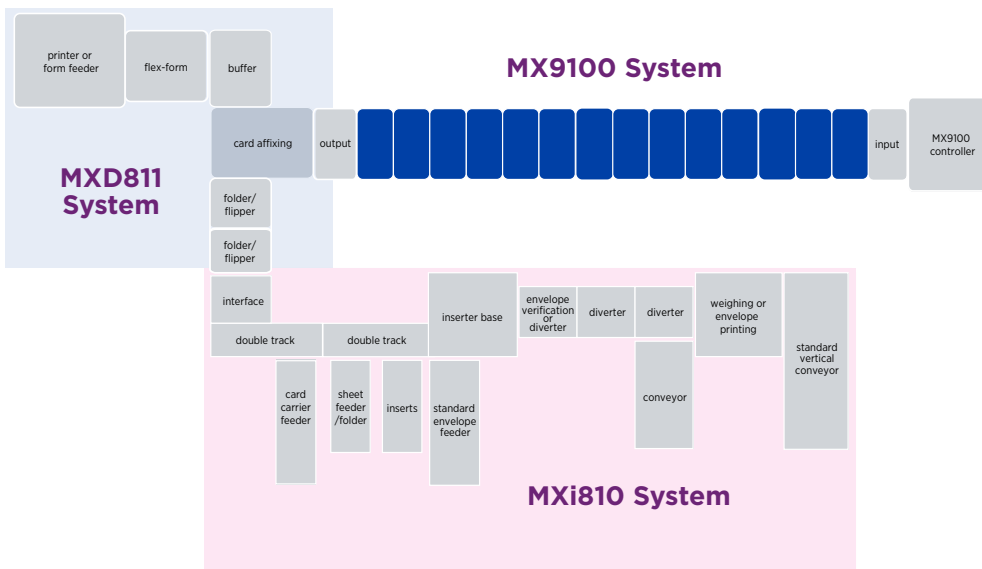 printer or
form feeder
flex-form
buffer
MX9100 System
card affixing
output
input
MX9100
controller
MXD811
System
folder/
flipper
folder/
flipper
interface
double track
double track
inserter base
envelope
verification
or
diverter
diverter
diverter
weighing or
envelope
printing
standard
vertical
conveyor
card
carrier
feeder
sheet
feeder
/folder
inserts
standard
envelope
feeder
conveyor
MXi810 System